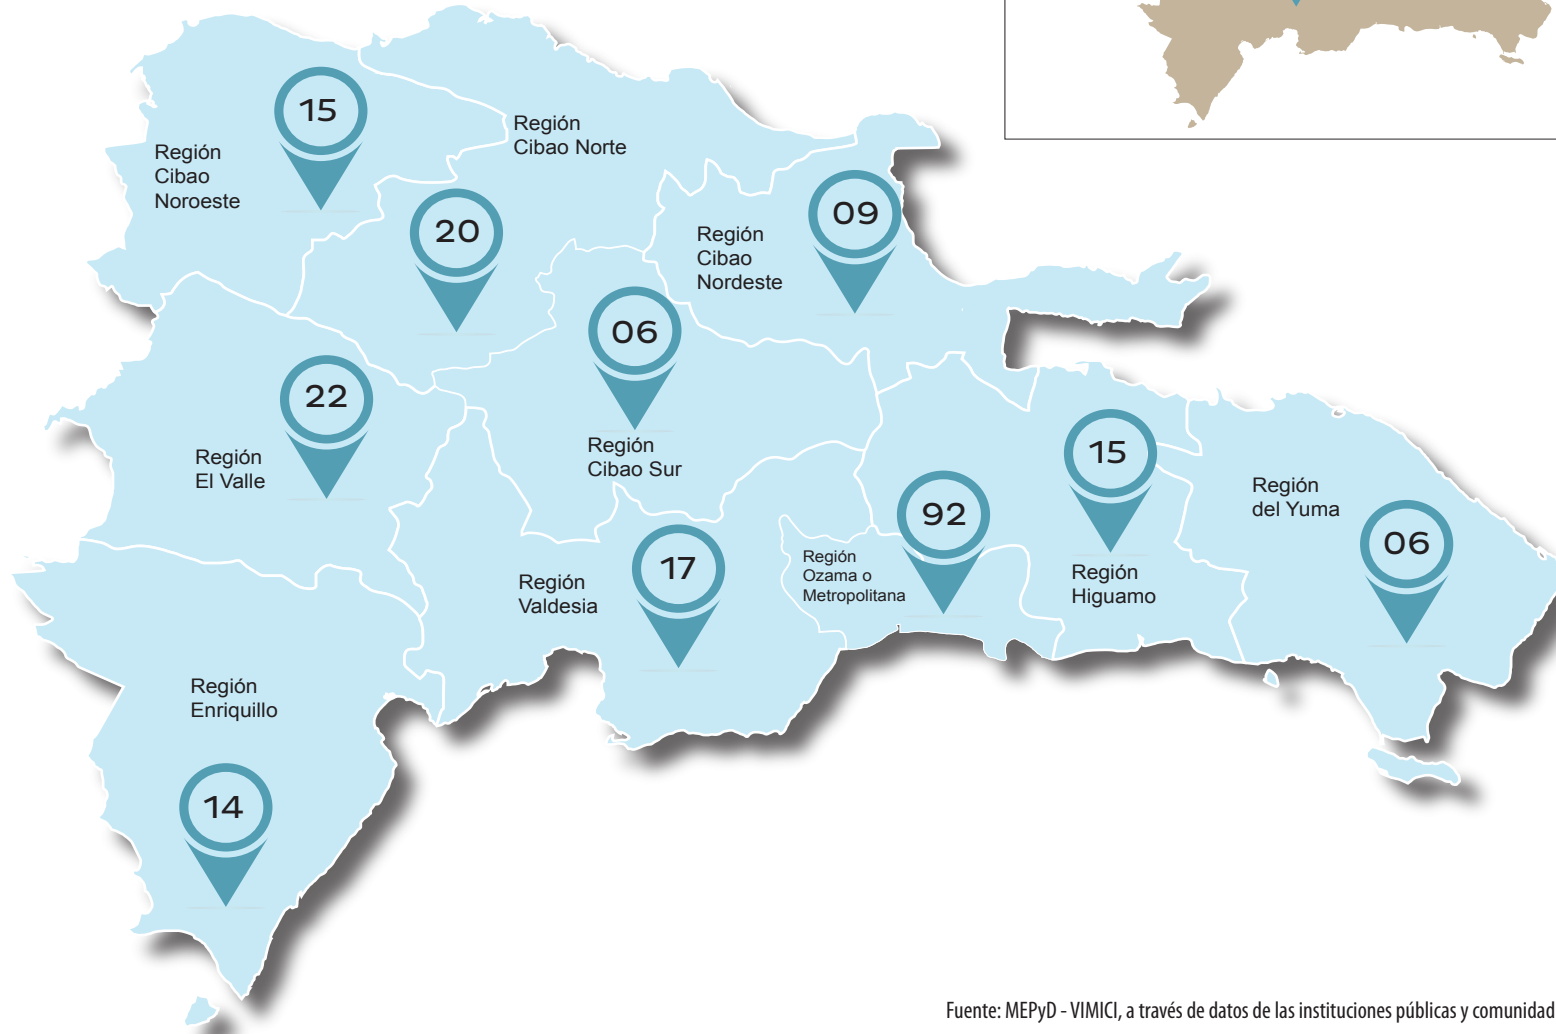 15
Región
Cibao
Noroeste
Región
Cibao Norte
20
09
Región
Cibao
Nordeste
06
Región
Cibao Sur
22
Región
El Valle
15
Región
Higuamo
92
Región
Ozama o
Metropolitana
Región
del Yuma
06
17
Región
Valdesia
Región
Enriquillo
14
Fuente: MEPyD - VIMICI, a través de datos de las instituciones públicas y comunidad